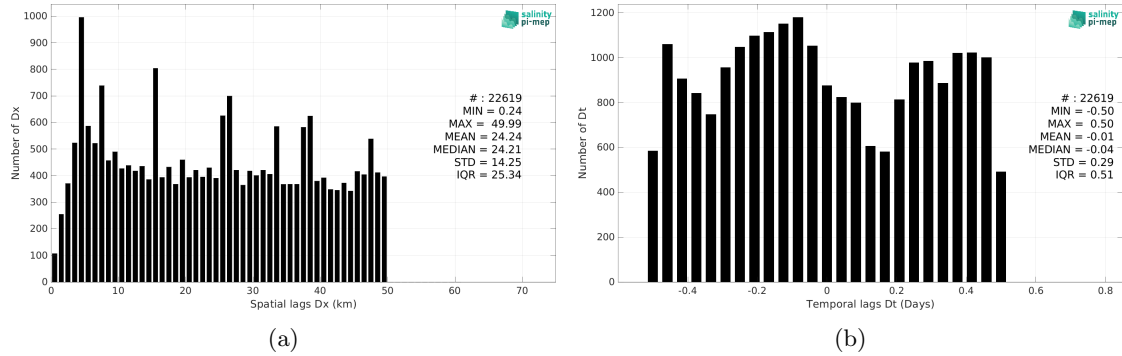 salinity
pi-mep
1000
900
800
700
600
500
400
300
200
100
0
Number of Dx
# : 22619
MIN = 0.24
MAX = 49.99
MEAN = 24.24
MEDIAN = 24.21
STD = 14.25
IQR = 25.34
0 10 20 30 40 50 60 70
Spatial lags Dx (km)
(a)
salinity
pi-mep
1200
1000
800
600
400
200
0
Number of Dt
# : 22619
MIN = -0.50
MAX = 0.50
MEAN = -0.01
MEDIAN = -0.04
STD = 0.29
IQR = 0.51
-0.4 -0.2 0 0.2 0.4 0.6 0.8
Temporal lags Dt (Days)
(b)